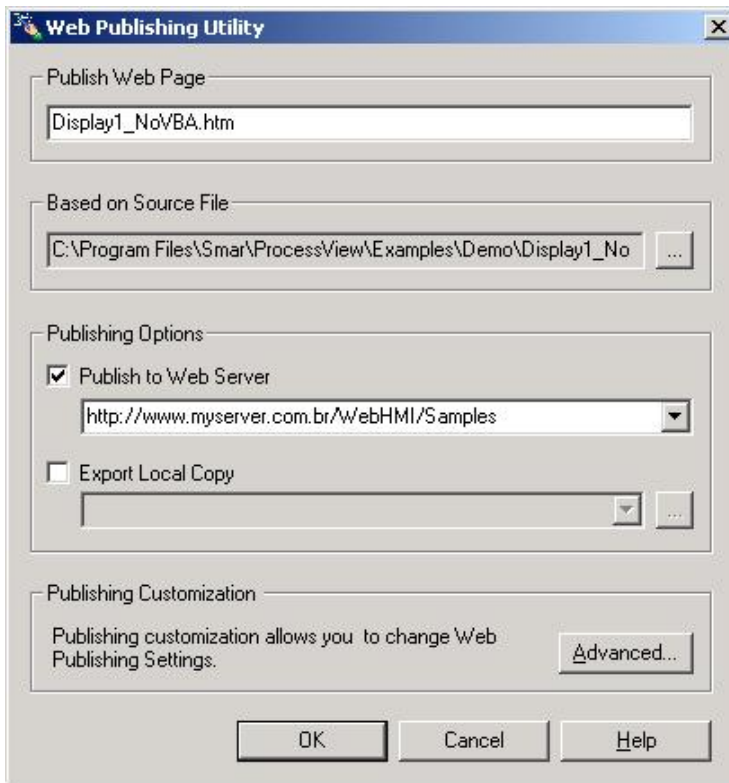 Web Publishing Utility
Publish Web Page
Display1_NoVBA.htm
Based on Source File
C:\Program Files\Smar\ProcessView\Examples\Demo\Display1_No
...
Publishing Options
Publish to Web Server
http://www.myserver.com.br/WebHMI/Samples
Export Local Copy
...
Publishing Customization
Publishing customization allows you to change Web
Publishing Settings.
Advanced...
OK Cancel Help